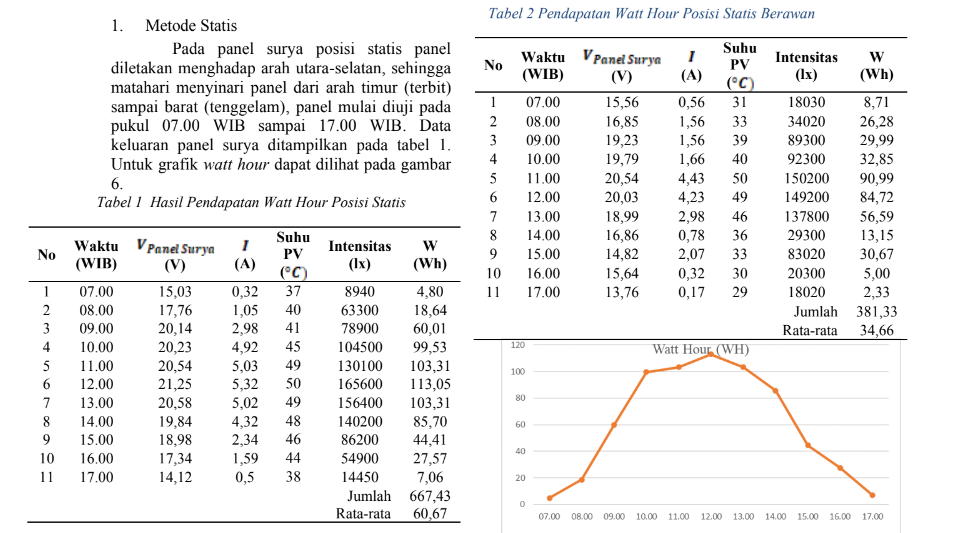 1. Metode Statis
Pada panel surya posisi statis panel
diletakan menghadap arah utara-selatan, sehingga
matahari menyinari panel dari arah timur (terbit)
sampai barat (tenggelam), panel mulai diuji pada
pukul 07.00 WIB sampai 17.00 WIB. Data
keluaran panel surya ditampilkan pada tabel 1.
Untuk grafik watt hour dapat dilihat pada gambar
6.
Tabel 1 Hasil Pendapatan Watt Hour Posisi Statis
No Waktu (WIB) V Panel Surya (V) I (A) Suhu PV (°C) Intensitas (lx) W (Wh)
1 07.00 15,03 0,32 37 8940 4,80
2 08.00 17,76 1,05 40 63300 18,64
3 09.00 20,14 2,98 41 78900 60,01
4 10.00 20,23 4,92 45 104500 99,53
5 11.00 20,54 5,03 49 130100 103,31
6 12.00 21,25 5,32 50 165600 113,05
7 13.00 20,58 5,02 49 156400 103,31
8 14.00 19,84 4,32 48 140200 85,70
9 15.00 18,98 2,34 46 86200 44,41
10 16.00 17,34 1,59 44 54900 27,57
11 17.00 14,12 0,5 38 14450 7,06
Jumlah 667,43
Rata-rata 60,67
Tabel 2 Pendapatan Watt Hour Posisi Statis Berawan
No Waktu (WIB) V Panel Surya (V) I (A) Suhu PV (°C) Intensitas (lx) W (Wh)
1 07.00 15,56 0,56 31 18030 8,71
2 08.00 16,85 1,56 33 34020 26,28
3 09.00 19,23 1,56 39 89300 29,99
4 10.00 19,79 1,66 40 92300 32,85
5 11.00 20,54 4,43 50 150200 90,99
6 12.00 20,03 4,23 49 149200 84,72
7 13.00 18,99 2,98 46 137800 56,59
8 14.00 16,86 0,78 36 29300 13,15
9 15.00 14,82 2,07 33 83020 30,67
10 16.00 15,64 0,32 30 20300 5,00
11 17.00 13,76 0,17 29 18020 2,33
Jumlah 381,33
Rata-rata 34,66
Watt Hour (WH)
120
100
80
60
40
20
0
07.00 08.00 09.00 10.00 11.00 12.00 13.00 14.00 15.00 16.00 17.00